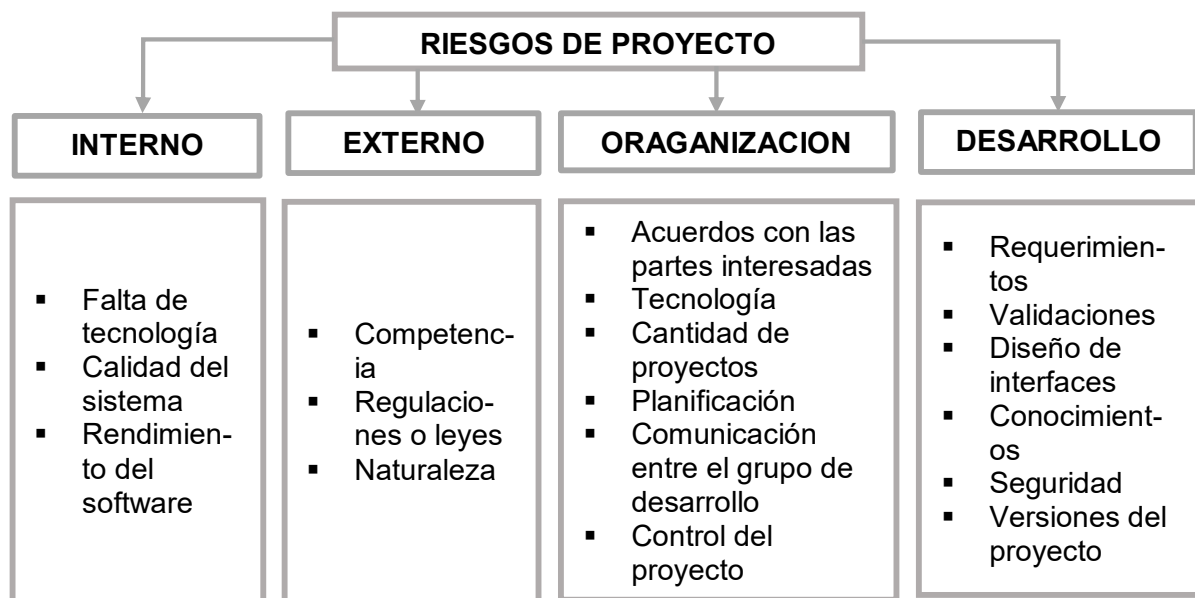 RIESGOS DE PROYECTO
INTERNO
EXTERNO
ORAGANIZACION
DESARROLLO
▪ Falta de
tecnología
▪ Calidad del
sistema
▪ Rendimien-
to del
software
▪ Competenc-
ia
▪ Regulacio-
nes o leyes
▪ Naturaleza
▪ Acuerdos con las
partes interesadas
▪ Tecnología
▪ Cantidad de
proyectos
▪ Planificación
▪ Comunicación
entre el grupo de
desarrollo
▪ Control del
proyecto
▪ Requerimien-
tos
▪ Validaciones
▪ Diseño de
interfaces
▪ Conocimient-
os
▪ Seguridad
▪ Versiones del
proyecto